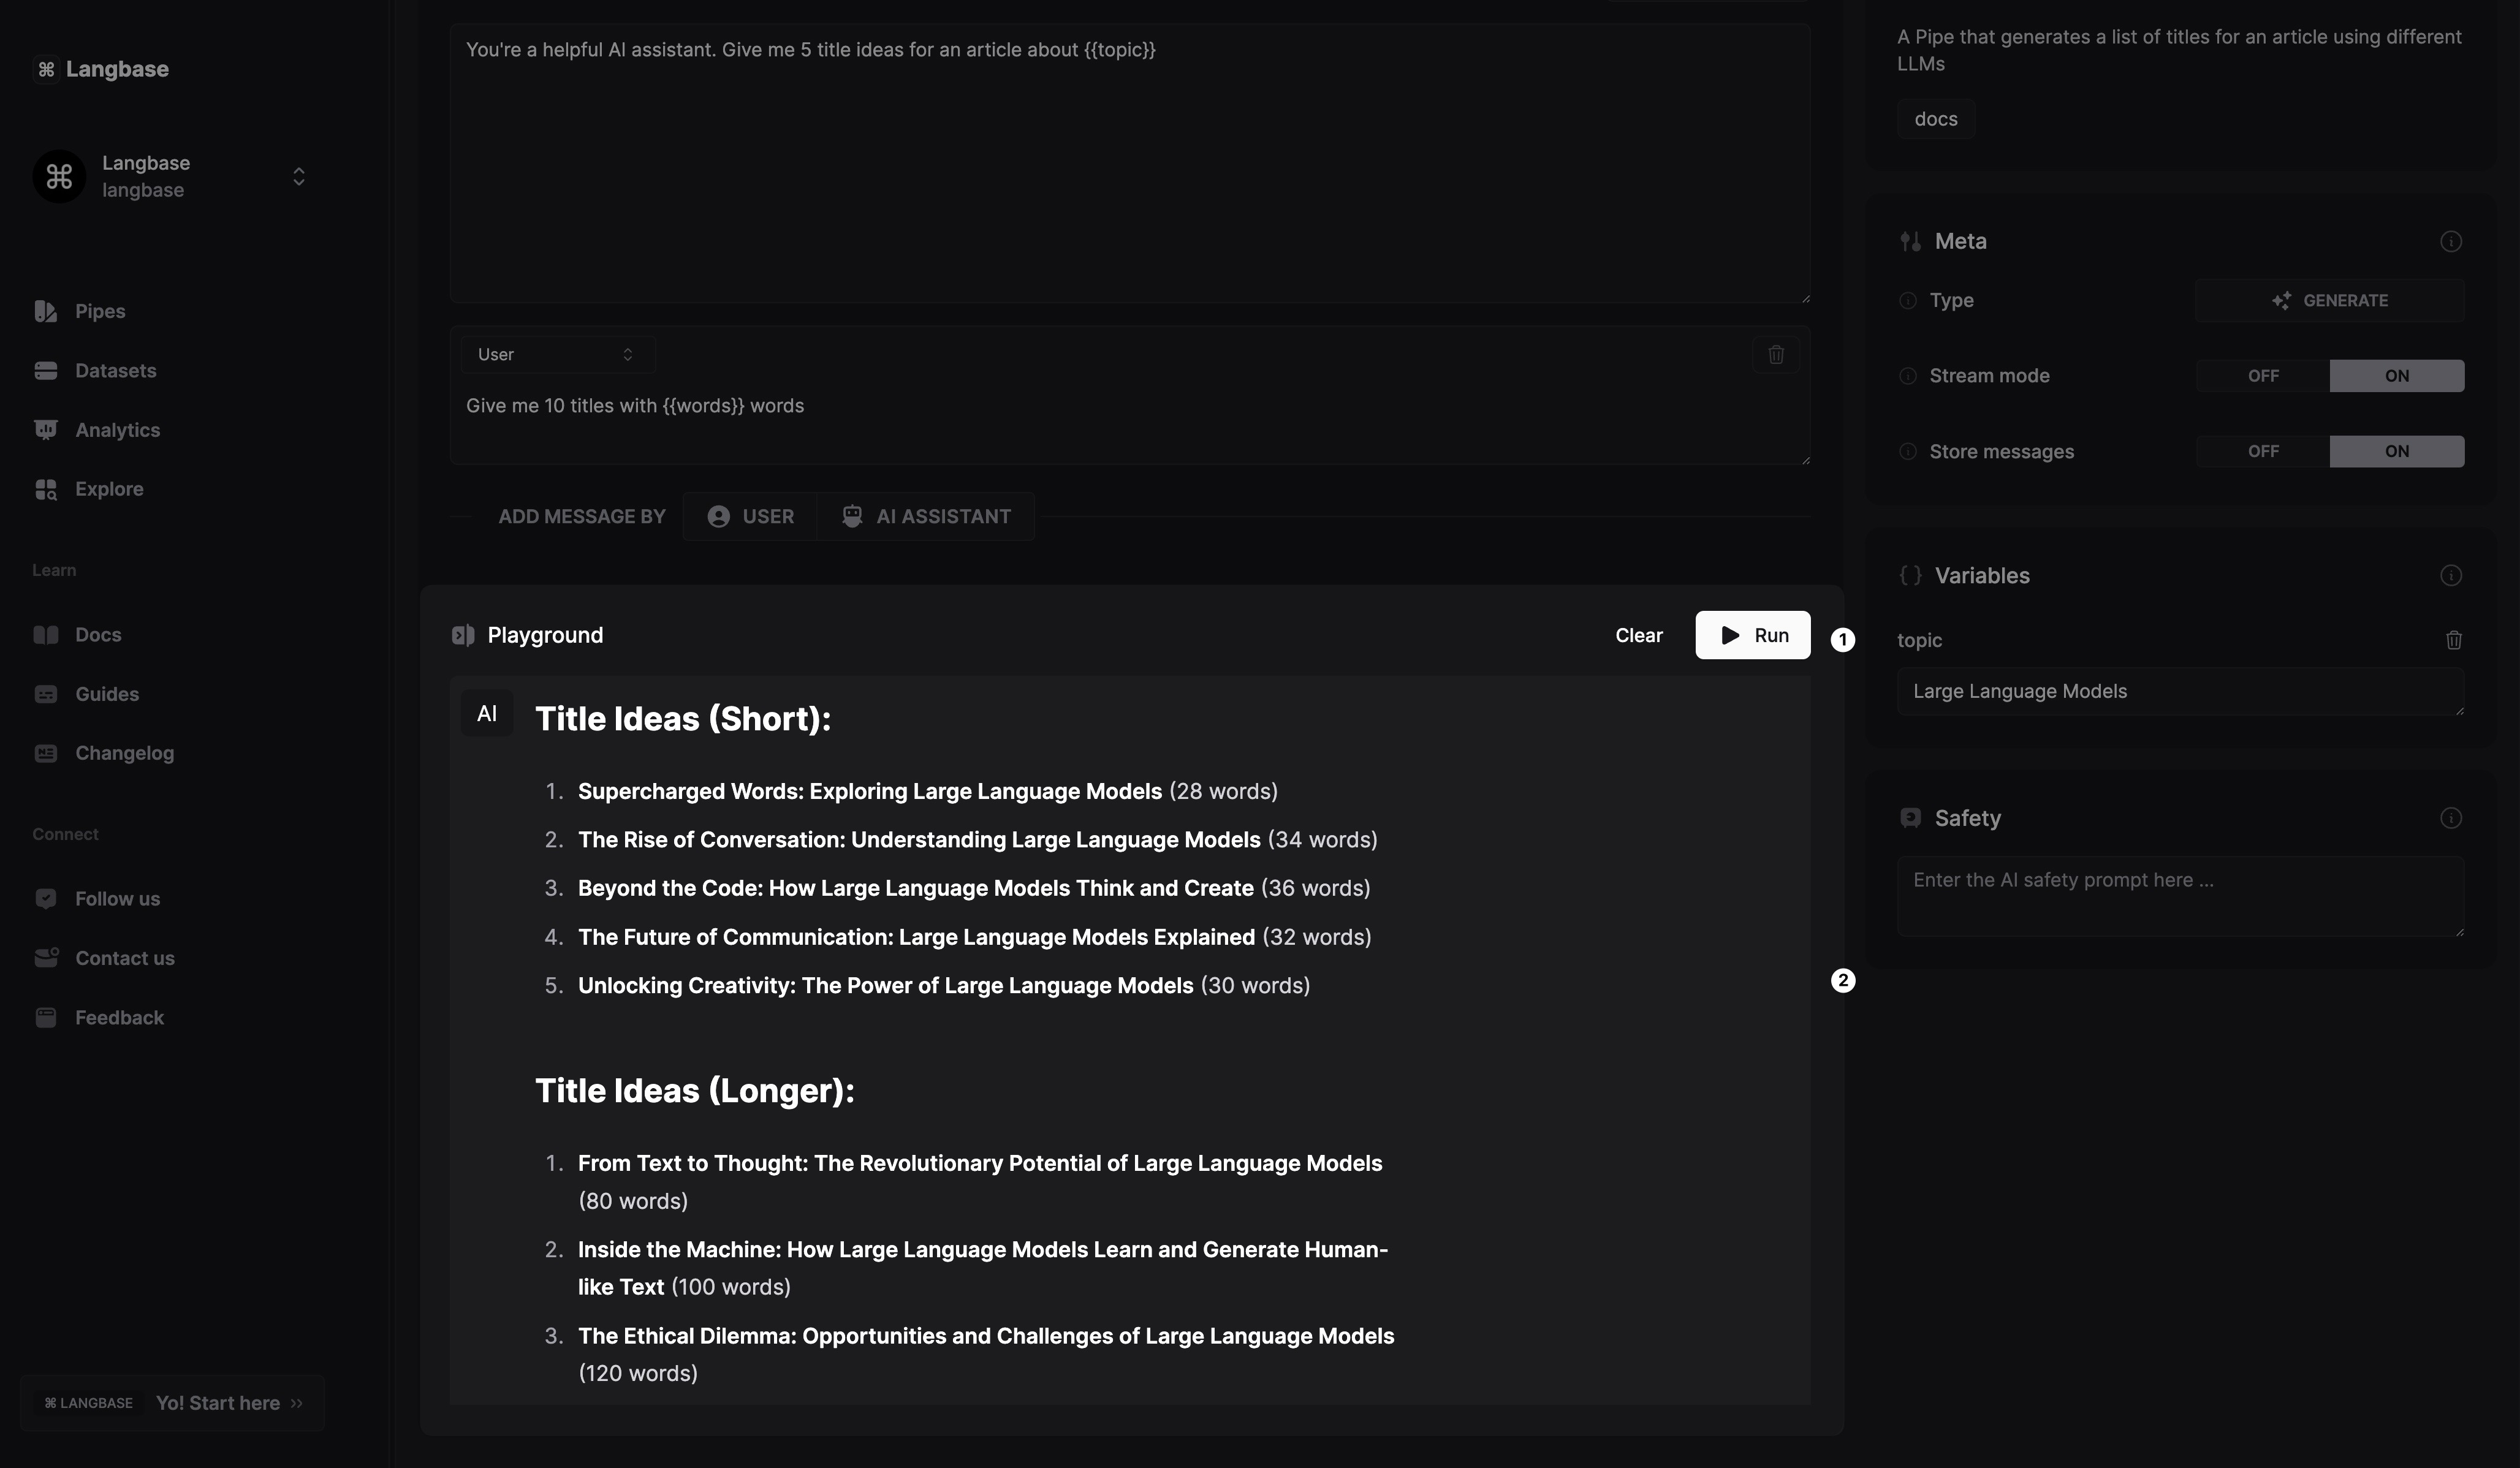 Langbase
Langbase
langbase
Pipes
Datasets
Analytics
Explore
Learn
Docs
Guides
Changelog
Connect
Follow us
Contact us
Feedback
⌘ LANGBASE Yo! Start here »
You're a helpful AI assistant. Give me 5 title ideas for an article about {{topic}}
User
Give me 10 titles with {{words}} words
ADD MESSAGE BY USER AI ASSISTANT
Playground Clear Run 1
AI
Title Ideas (Short):
1. Supercharged Words: Exploring Large Language Models (28 words)
2. The Rise of Conversation: Understanding Large Language Models (34 words)
3. Beyond the Code: How Large Language Models Think and Create (36 words)
4. The Future of Communication: Large Language Models Explained (32 words)
5. Unlocking Creativity: The Power of Large Language Models (30 words)
2
Title Ideas (Longer):
1. From Text to Thought: The Revolutionary Potential of Large Language Models
(80 words)
2. Inside the Machine: How Large Language Models Learn and Generate Human-
like Text (100 words)
3. The Ethical Dilemma: Opportunities and Challenges of Large Language Models
(120 words)
A Pipe that generates a list of titles for an article using different
LLMs
docs
Meta
Type GENERATE
Stream mode OFF ON
Store messages OFF ON
Variables
topic
Large Language Models
Safety
Enter the AI safety prompt here ...